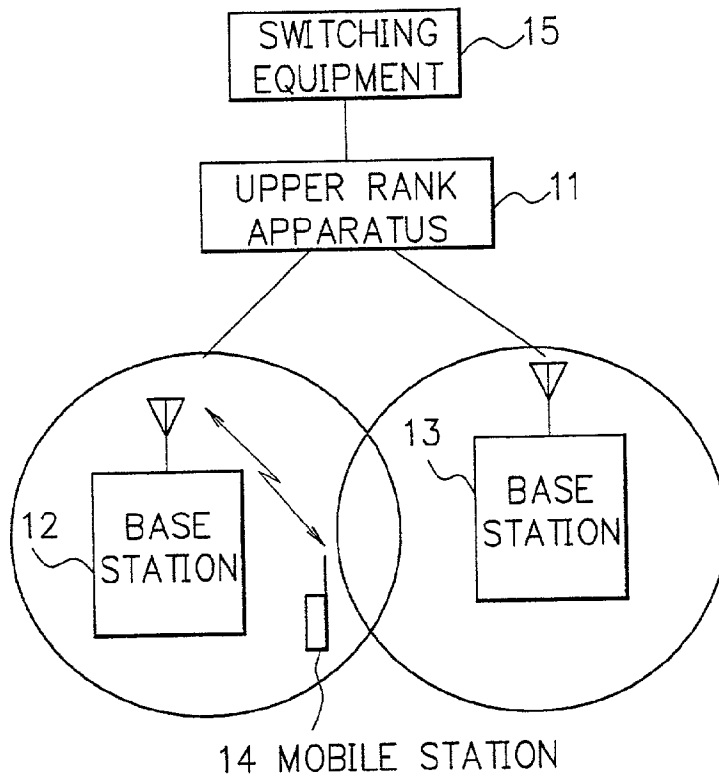 SWITCHING
EQUIPMENT
15
UPPER RANK
APPARATUS
11
12
BASE
STATION
13
BASE
STATION
14 MOBILE STATION